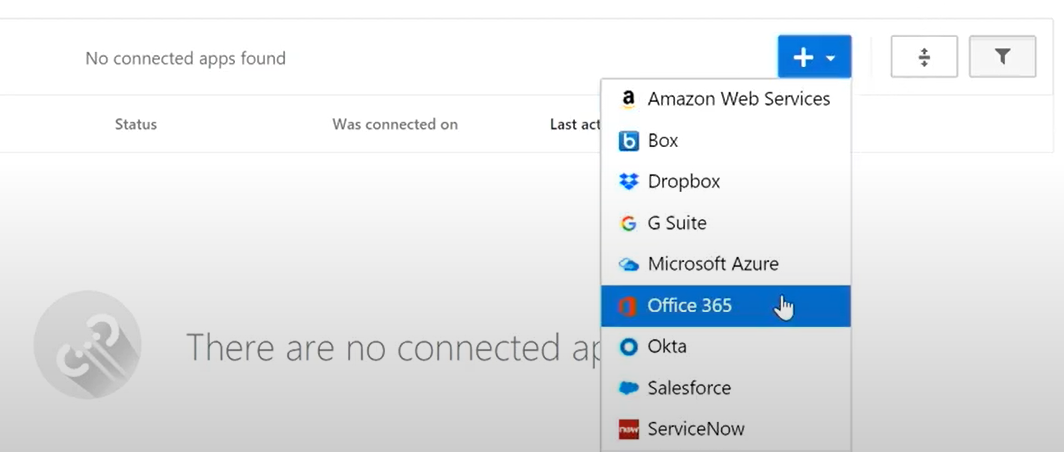 No connected apps found
Amazon Web Services
Status Was connected on Last act
Box
Dropbox
G Suite
Microsoft Azure
Office 365
There are no connected ap
Okta
Salesforce
now ServiceNow